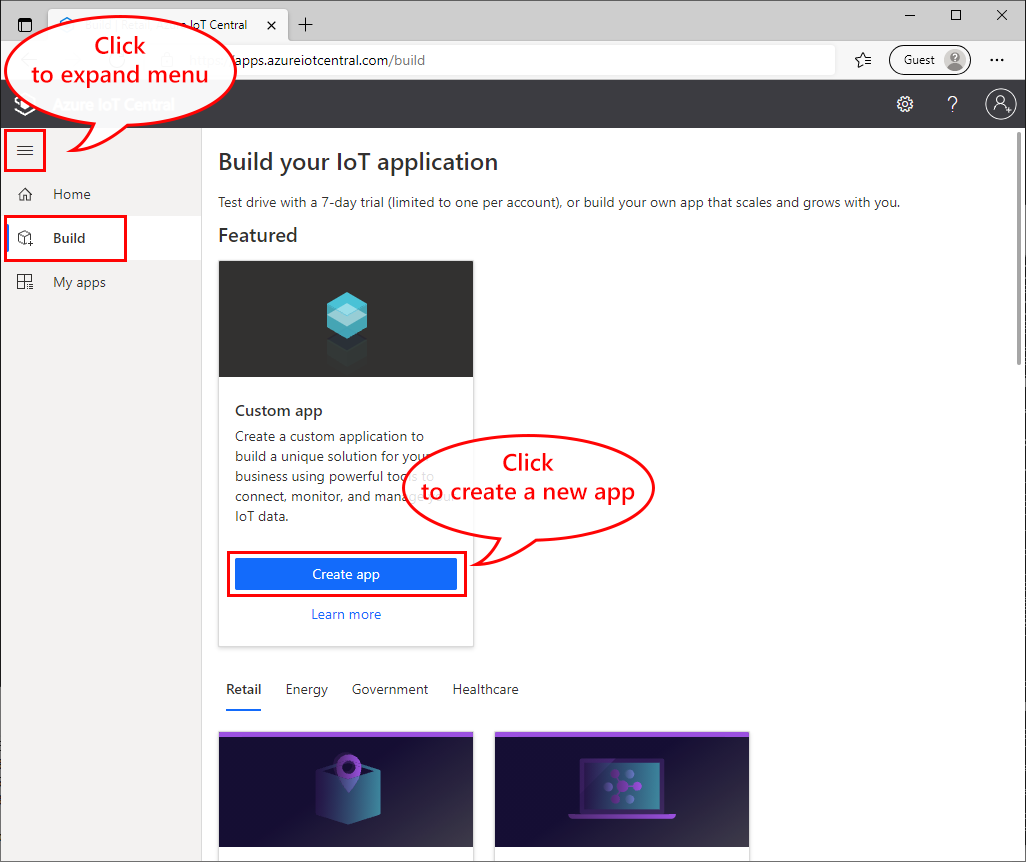 IoT Central
Click
to expand menu
apps.azureiotcentral.com/build
Guest
Azure IoT Central
?
Build your IoT application
Home
Test drive with a 7-day trial (limited to one per account), or build your own app that scales and grows with you.
Build
Featured
My apps
Custom app
Create a custom application to
build a unique solution for your
business using powerful tools to
connect, monitor, and manage your
IoT data.
Click
to create a new app
Create app
Learn more
Retail
Energy
Government
Healthcare